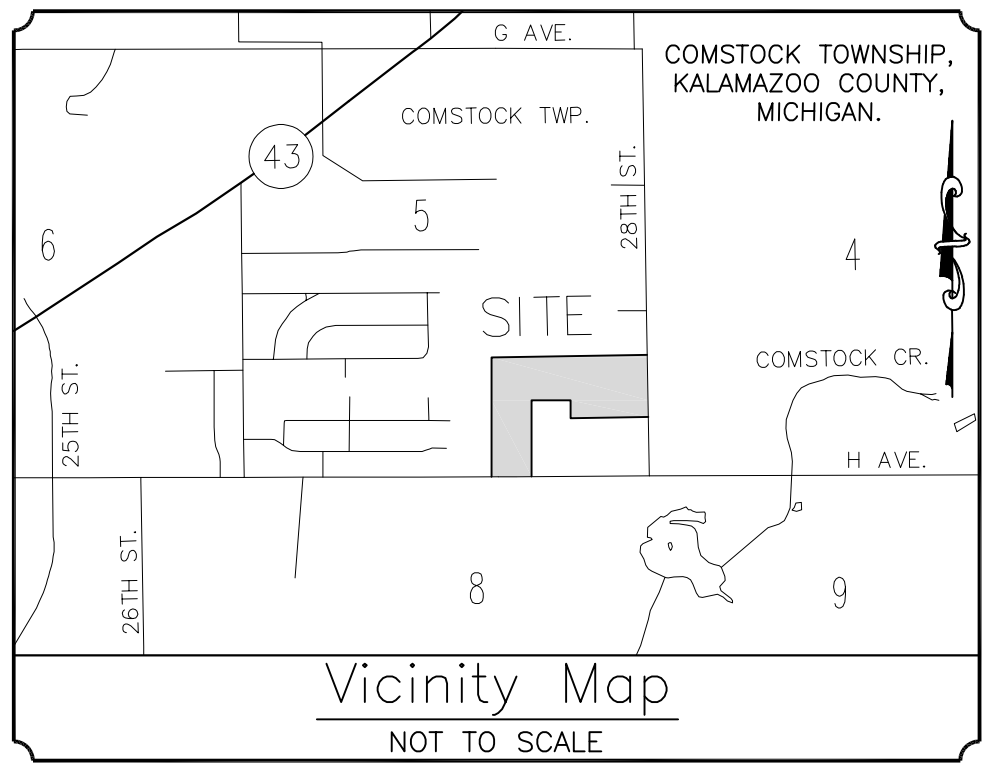 G AVE.
COMSTOCK TOWNSHIP,
KALAMAZOO COUNTY,
MICHIGAN.
COMSTOCK TWP.
43
28TH ST.
5
6
4
SITE
COMSTOCK CR.
25TH ST.
H AVE.
26TH ST.
8
9
Vicinity Map
NOT TO SCALE